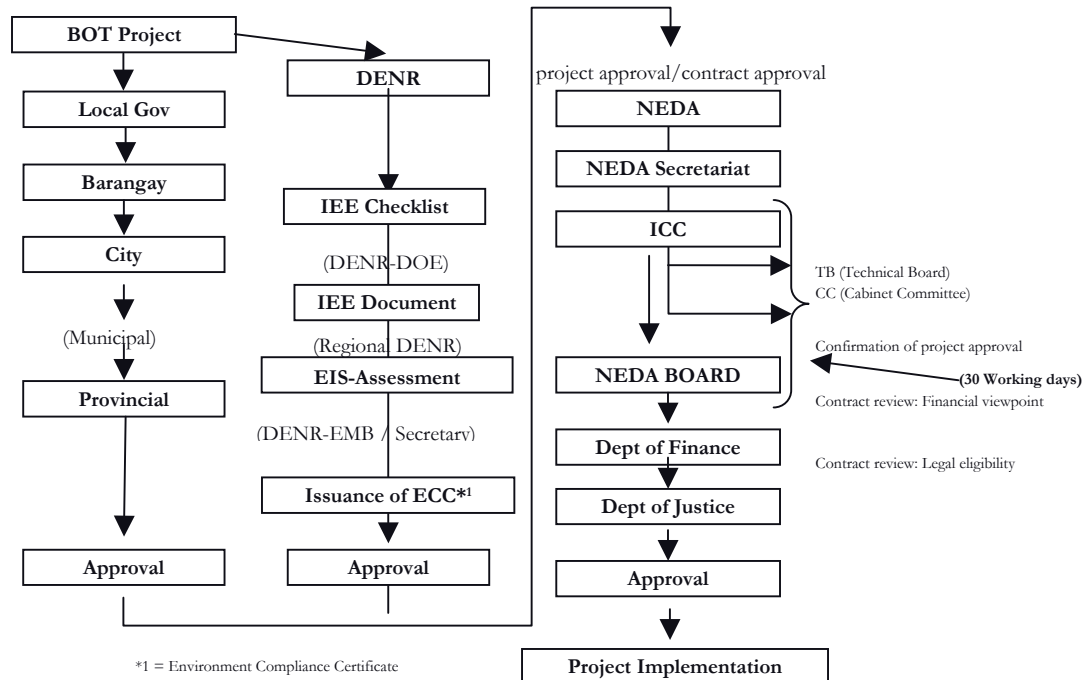 BOT Project
Local Gov
Barangay
City
(Municipal)
Provincial
Approval
DENR
IEE Checklist
(DENR-DOE)
IEE Document
(Regional DENR)
EIS-Assessment
(DENR-EMB / Secretary)
Issuance of ECC*1
Approval
project approval/contract approval
NEDA
NEDA Secretariat
ICC
NEDA BOARD
Dept of Finance
Dept of Justice
Approval
Project Implementation
TB (Technical Board)
CC (Cabinet Committee)
Confirmation of project approval
(30 Working days)
Contract review: Financial viewpoint
Contract review: Legal eligibility
*1 = Environment Compliance Certificate